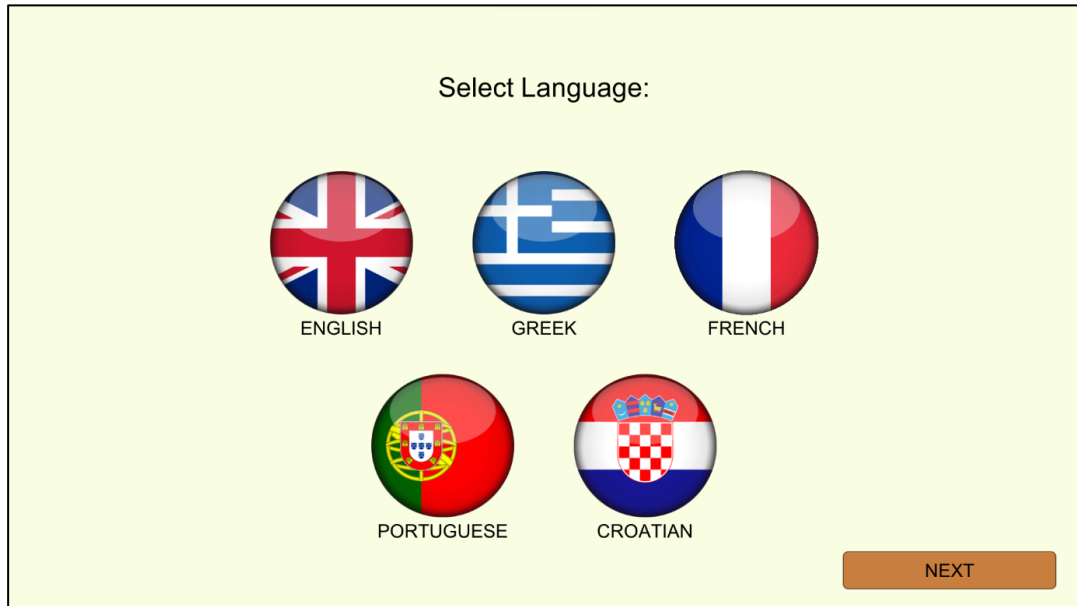 Select Language:
ENGLISH
GREEK
FRENCH
PORTUGUESE
CROATIAN
NEXT